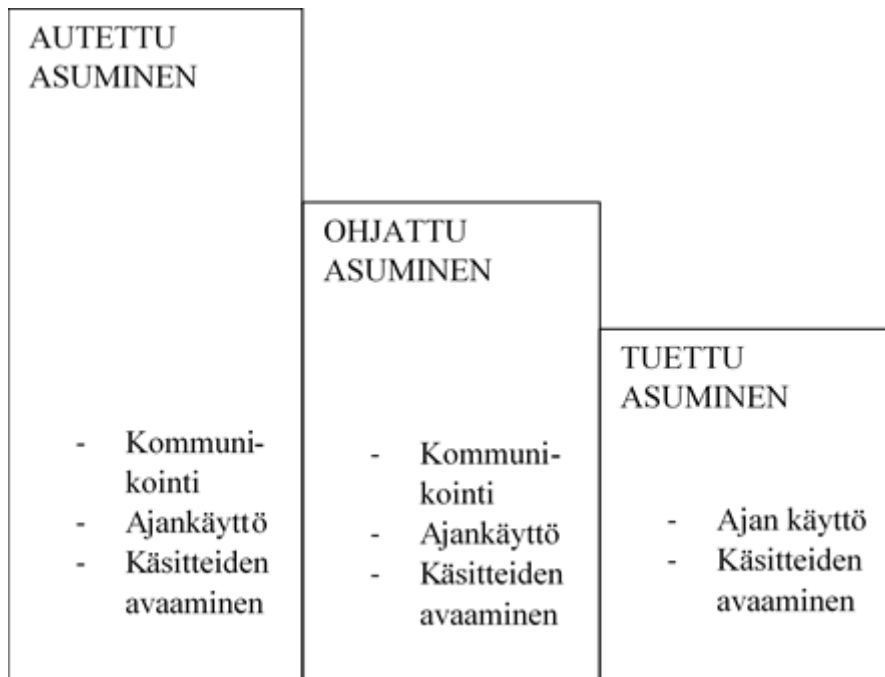 AUTETTU
ASUMINEN
- Kommuni-
kointi
- Ajankäyttö
- Käsitteiden
avaaminen
OHJATTU
ASUMINEN
- Kommuni-
kointi
- Ajankäyttö
- Käsitteiden
avaaminen
TUETTU
ASUMINEN
- Ajan käyttö
- Käsitteiden
avaaminen